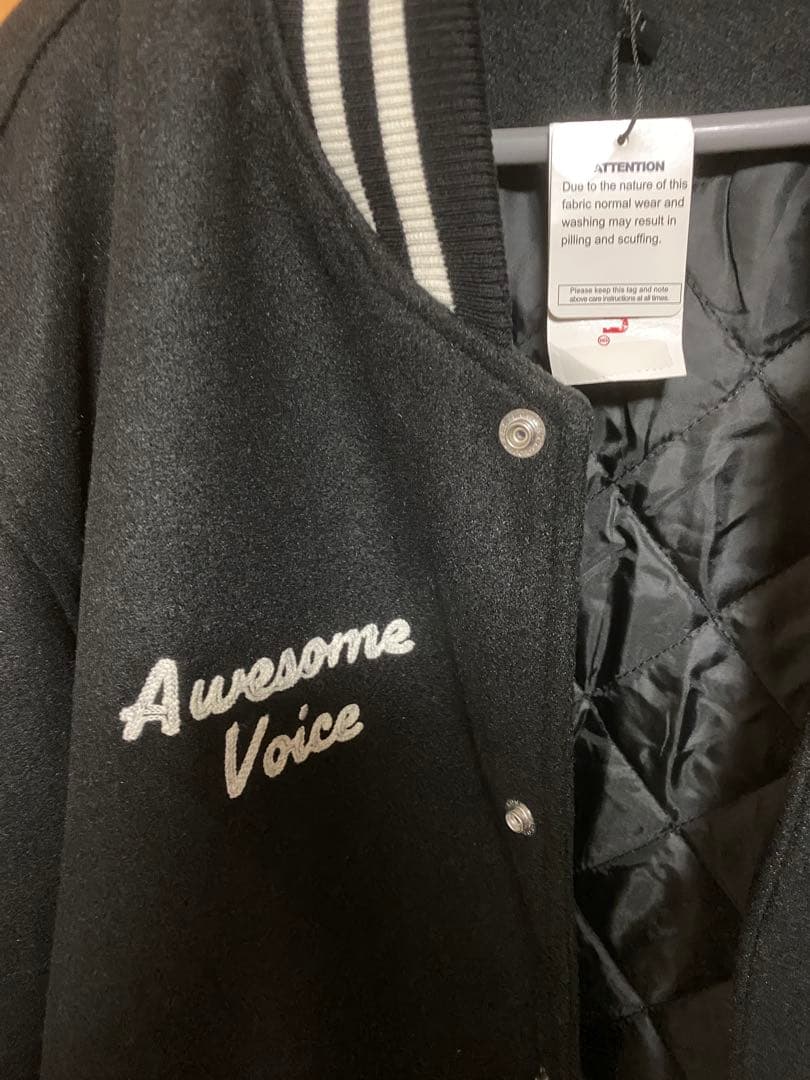 ATTENTION
Due to the nature of this
fabric normal wear and
washing may result in
pilling and scuffing.
Please keep this tag and note
above care instructions at all times.
Awesome
Voice